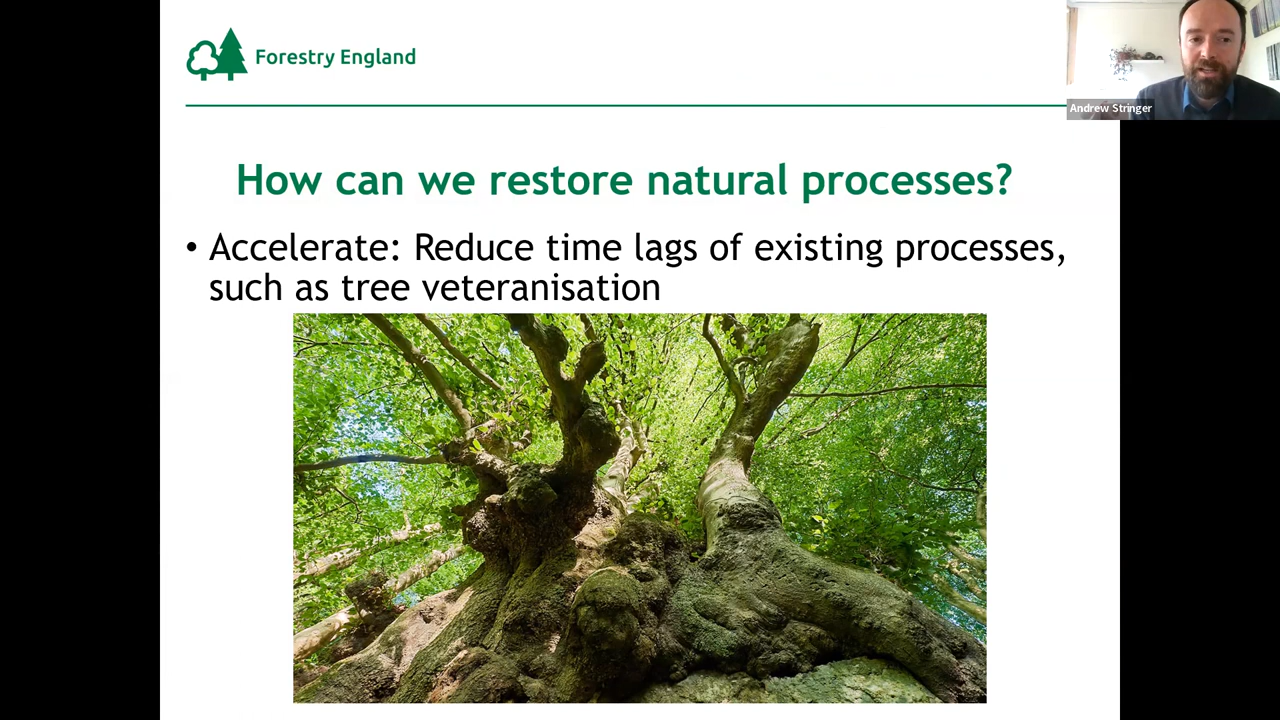 Forestry England
Andrew Stringer
How can we restore natural processes?
• Accelerate: Reduce time lags of existing processes,
such as tree veteranisation